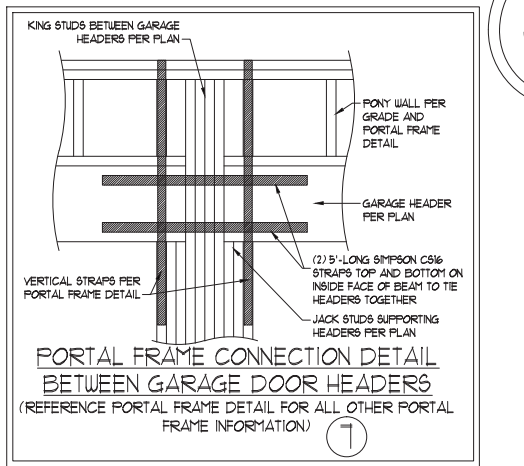 KING STUDS BETWEEN GARAGE
HEADERS PER PLAN
PONY WALL PER
GRADE AND
PORTAL FRAME
DETAIL
GARAGE HEADER
PER PLAN
(2) 5'-LONG SIMPSON CS16
STRAPS TOP AND BOTTOM ON
INSIDE FACE OF BEAM TO TIE
HEADERS TOGETHER
VERTICAL STRAPS PER
PORTAL FRAME DETAIL
JACK STUDS SUPPORTING
HEADERS PER PLAN
PORTAL FRAME CONNECTION DETAIL
BETWEEN GARAGE DOOR HEADERS
(REFERENCE PORTAL FRAME DETAIL FOR ALL OTHER PORTAL
FRAME INFORMATION)
7